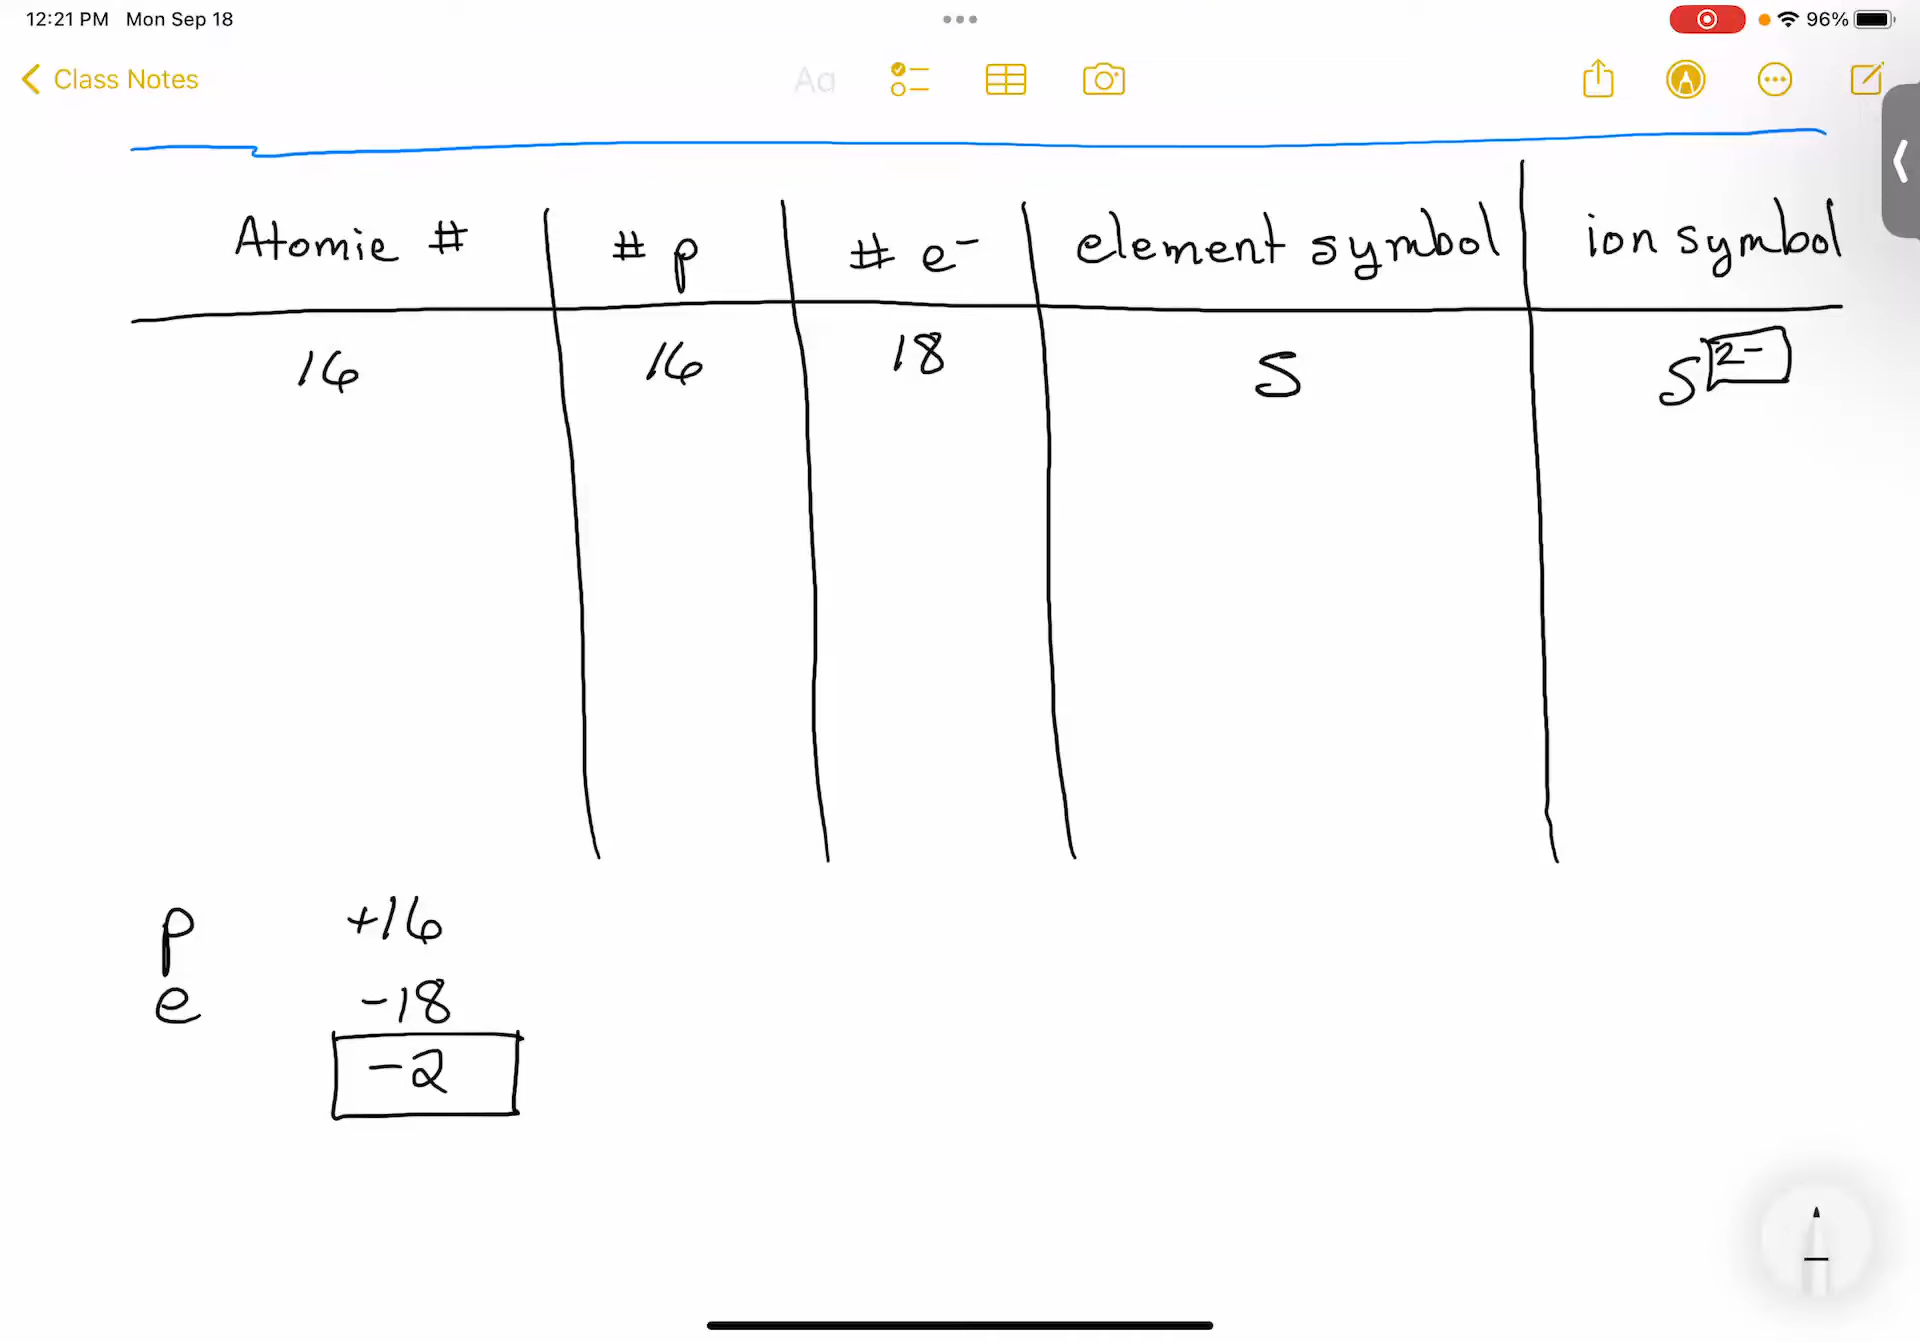 12:21 PM Mon Sep 18
96%
Class Notes
Aa
Atomic # # p # e⁻ element symbol ion symbol
16 16 18 S S²⁻
p +16
e -18
-2